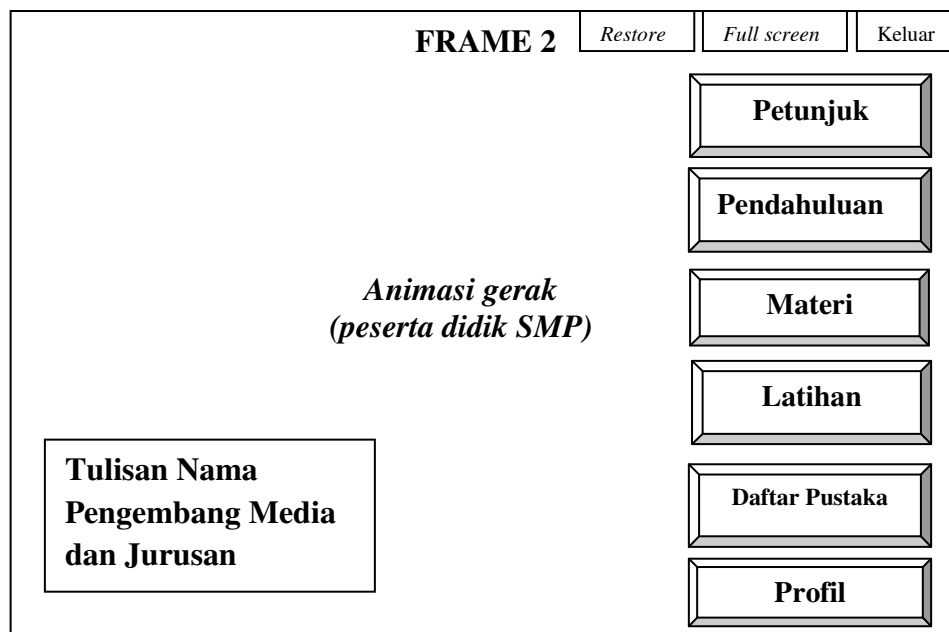 FRAME 2
Restore
Full screen
Keluar
Petunjuk
Pendahuluan
Animasi gerak
(peserta didik SMP)
Materi
Latihan
Tulisan Nama
Pengembang Media
dan Jurusan
Daftar Pustaka
Profil